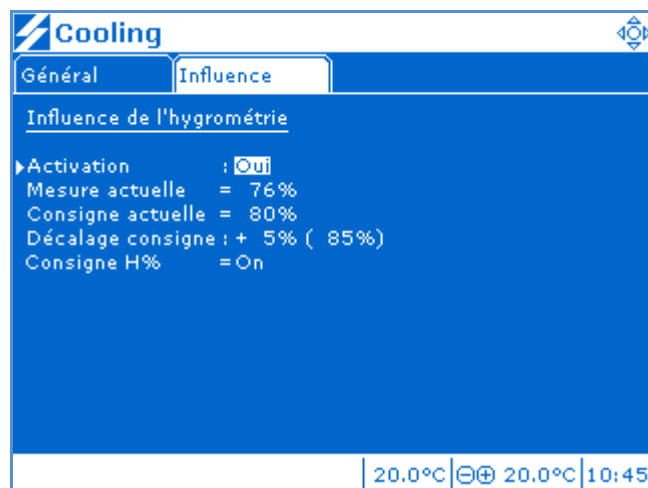 Cooling
Général Influence
Influence de l'hygrométrie
Activation : Oui
Mesure actuelle = 76%
Consigne actuelle = 80%
Décalage consigne : + 5% ( 85%)
Consigne H% = On
20.0°C ⊖⊕ 20.0°C 10:45